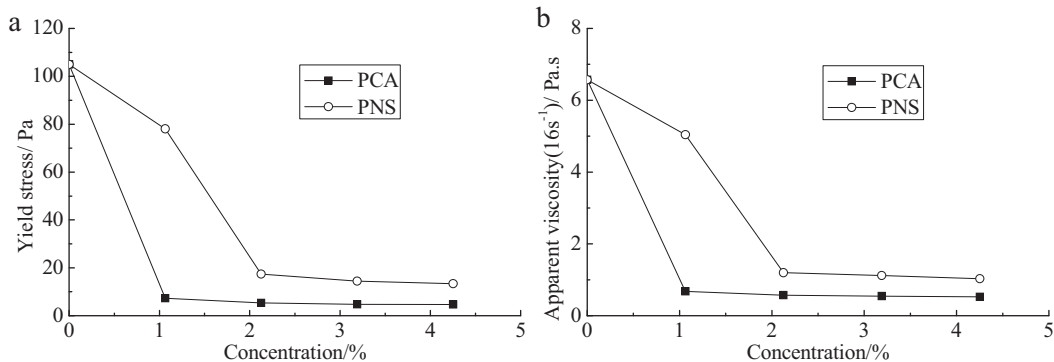 a
Yield stress/ Pa
120
100
80
60
40
20
0
0 1 2 3 4 5
Concentration/%
PCA
PNS
b
Apparent viscosity(16s⁻¹)/ Pa.s
8
6
4
2
0
0 1 2 3 4 5
Concentration/%
PCA
PNS